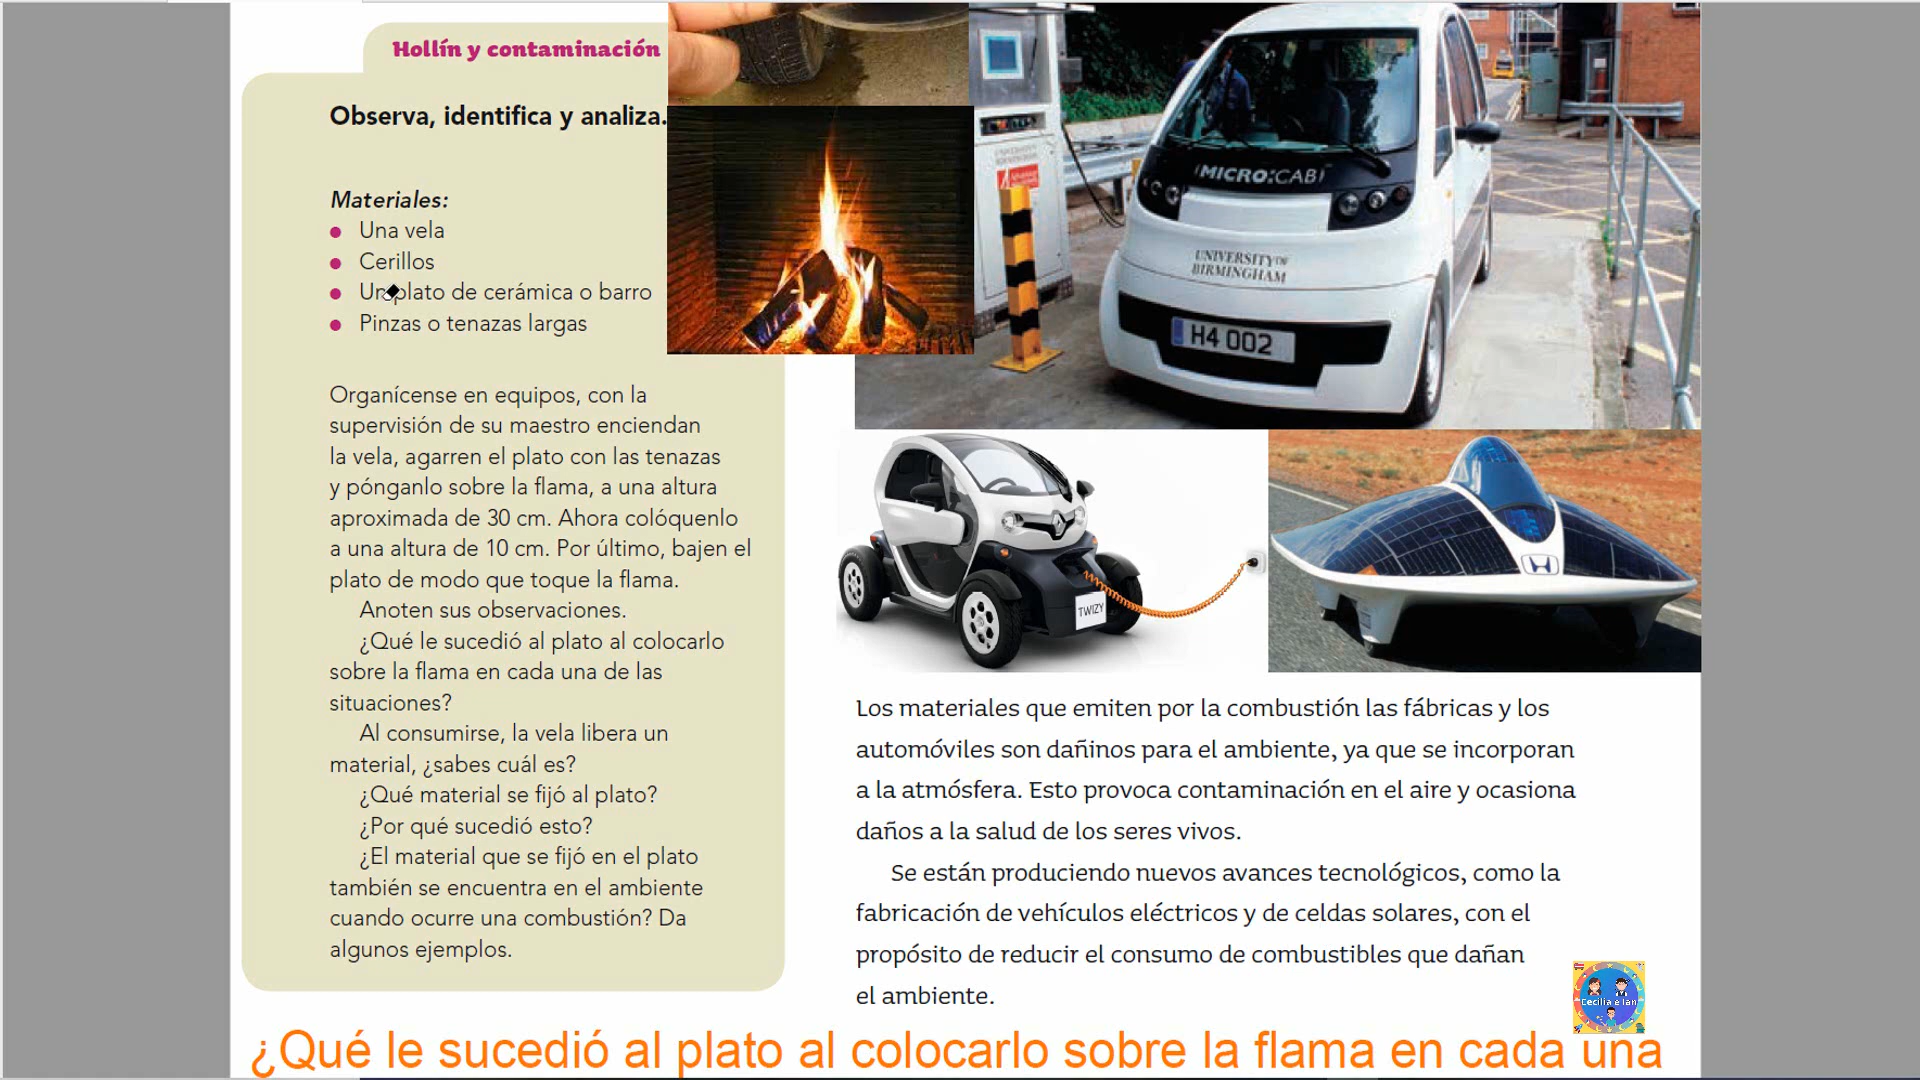 Hollín y contaminación
Observa, identifica y analiza.
Materiales:
Una vela
Cerillos
Un plato de cerámica o barro
Pinzas o tenazas largas
Organícense en equipos, con la
supervisión de su maestro enciendan
la vela, agarren el plato con las tenazas
y pónganlo sobre la flama, a una altura
aproximada de 30 cm. Ahora colóquenlo
a una altura de 10 cm. Por último, bajen el
plato de modo que toque la flama.
Anoten sus observaciones.
¿Qué le sucedió al plato al colocarlo
sobre la flama en cada una de las
situaciones?
Al consumirse, la vela libera un
material, ¿sabes cuál es?
¿Qué material se fijó al plato?
¿Por qué sucedió esto?
¿El material que se fijó en el plato
también se encuentra en el ambiente
cuando ocurre una combustión? Da
algunos ejemplos.
MICRO:CAB
UNIVERSITY OF
BIRMINGHAM
H4 002
TWIZY
Los materiales que emiten por la combustión las fábricas y los
automóviles son dañinos para el ambiente, ya que se incorporan
a la atmósfera. Esto provoca contaminación en el aire y ocasiona
daños a la salud de los seres vivos.
Se están produciendo nuevos avances tecnológicos, como la
fabricación de vehículos eléctricos y de celdas solares, con el
propósito de reducir el consumo de combustibles que dañan
el ambiente.
Cecilia e Ian
¿Qué le sucedió al plato al colocarlo sobre la flama en cada una